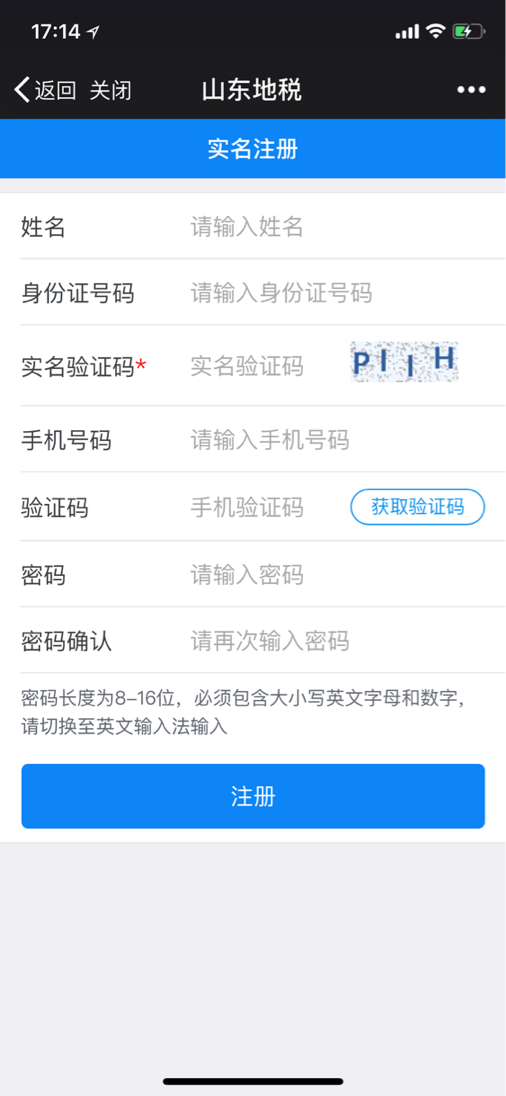 17:14
返回 关闭 山东地税
实名注册
姓名 请输入姓名
身份证号码 请输入身份证号码
实名验证码* 实名验证码
手机号码 请输入手机号码
验证码 手机验证码 获取验证码
密码 请输入密码
密码确认 请再次输入密码
密码长度为8–16位，必须包含大小写英文字母和数字，
请切换至英文输入法输入
注册